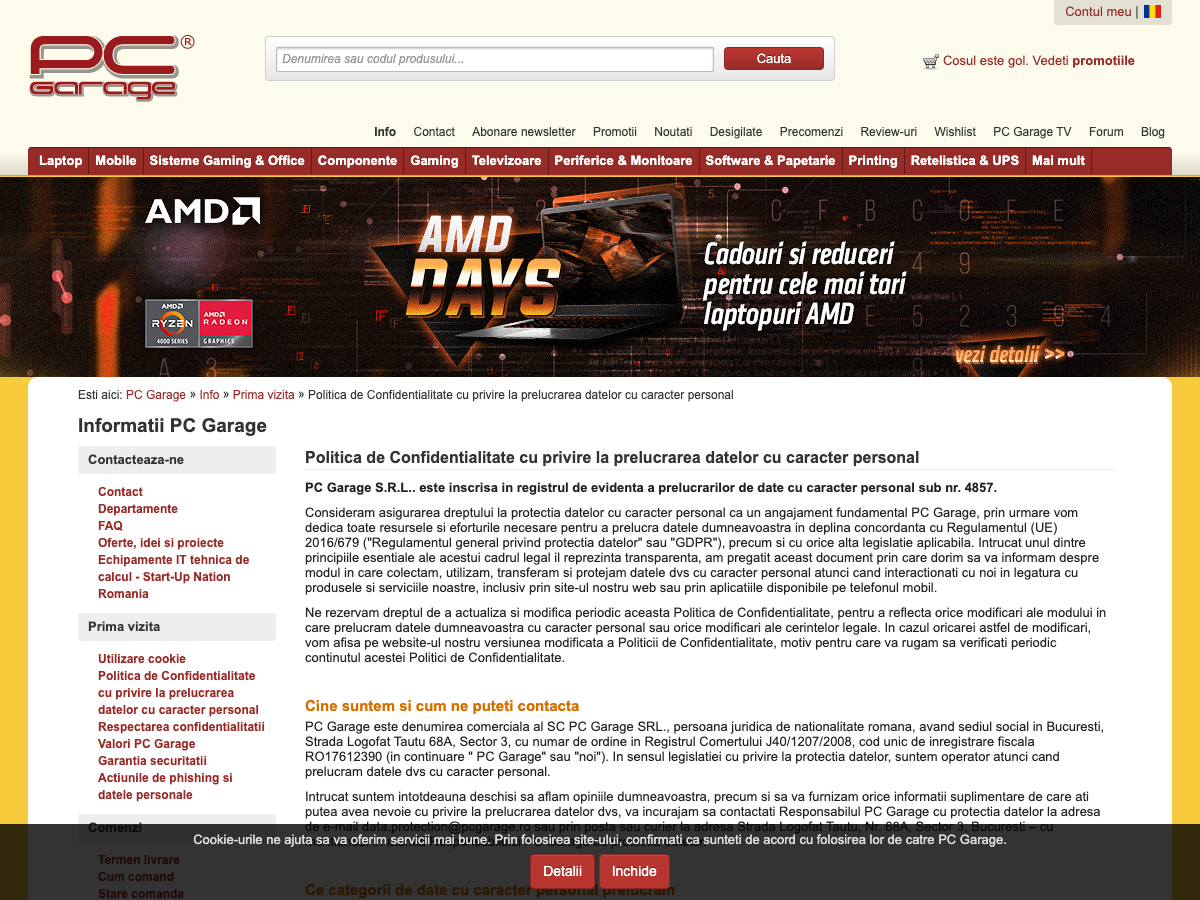 Contul meu |
PC Garage ®
Denumirea sau codul produsului...
Cauta
Cosul este gol. Vedeti promotiile
Info Contact Abonare newsletter Promotii Noutati Desigilate Precomenzi Review-uri Wishlist PC Garage TV Forum Blog
Laptop Mobile Sisteme Gaming & Office Componente Gaming Televizoare Periferice & Monitoare Software & Papetarie Printing Retelistica & UPS Mai mult
AMD
AMD
DAYS
Cadouri si reduceri
pentru cele mai tari
laptopuri AMD
AMD
RYZEN
4000 SERIES
AMD
RADEON
GRAPHICS
vezi detalii >>
Esti aici: PC Garage » Info » Prima vizita » Politica de Confidentialitate cu privire la prelucrarea datelor cu caracter personal
Informatii PC Garage
Contacteaza-ne
Contact
Departamente
FAQ
Oferte, idei si proiecte
Echipamente IT tehnica de
calcul - Start-Up Nation
Romania
Prima vizita
Utilizare cookie
Politica de Confidentialitate
cu privire la prelucrarea
datelor cu caracter personal
Respectarea confidentialitatii
Valori PC Garage
Garantia securitatii
Actiunile de phishing si
datele personale
Comenzi
Termen livrare
Cum comand
Stare comanda
Politica de Confidentialitate cu privire la prelucrarea datelor cu caracter personal
PC Garage S.R.L.. este inscrisa in registrul de evidenta a prelucrarilor de date cu caracter personal sub nr. 4857.
Consideram asigurarea dreptului la protectia datelor cu caracter personal ca un angajament fundamental PC Garage, prin urmare vom
dedica toate resursele si eforturile necesare pentru a prelucra datele dumneavoastra in deplina concordanta cu Regulamentul (UE)
2016/679 ("Regulamentul general privind protectia datelor" sau "GDPR"), precum si cu orice alta legislatie aplicabila. Intrucat unul dintre
principiile esentiale ale acestui cadrul legal il reprezinta transparenta, am pregatit aceast document prin care dorim sa va informam despre
modul in care colectam, utilizam, transferam si protejam datele dvs cu caracter personal atunci cand interactionati cu noi in legatura cu
produsele si serviciile noastre, inclusiv prin site-ul nostru web sau prin aplicatiile disponibile pe telefonul mobil.
Ne rezervam dreptul de a actualiza si modifica periodic aceasta Politica de Confidentialitate, pentru a reflecta orice modificari ale modului in
care prelucram datele dumneavoastra cu caracter personal sau orice modificari ale cerintelor legale. In cazul oricarei astfel de modificari,
vom afisa pe website-ul nostru versiunea modificata a Politicii de Confidentialitate, motiv pentru care va rugam sa verificati periodic
continutul acestei Politici de Confidentialitate.
Cine suntem si cum ne puteti contacta
PC Garage este denumirea comerciala al SC PC Garage SRL., persoana juridica de nationalitate romana, avand sediul social in Bucuresti,
Strada Logofat Tautu 68A, Sector 3, cu numar de ordine in Registrul Comertului J40/1207/2008, cod unic de inregistrare fiscala
RO17612390 (in continuare " PC Garage" sau "noi"). In sensul legislatiei cu privire la protectia datelor, suntem operator atunci cand
prelucram datele dvs cu caracter personal.
Intrucat suntem intotdeauna deschisi sa aflam opiniile dumneavoastra, precum si sa va furnizam orice informatii suplimentare de care ati
putea avea nevoie cu privire la prelucrarea datelor dvs, va incurajam sa contactati Responsabilul PC Garage cu protectia datelor la adresa
de e-mail data.protection@pcgarage.ro sau prin posta sau curier la adresa Strada Logofat Tautu, Nr. 68A, Sector 3, Bucuresti – cu
Ce categorii de date cu caracter personal prelucram
Cookie-urile ne ajuta sa va oferim servicii mai bune. Prin folosirea site-ului, confirmati ca sunteti de acord cu folosirea lor de catre PC Garage.
Detalii Inchide